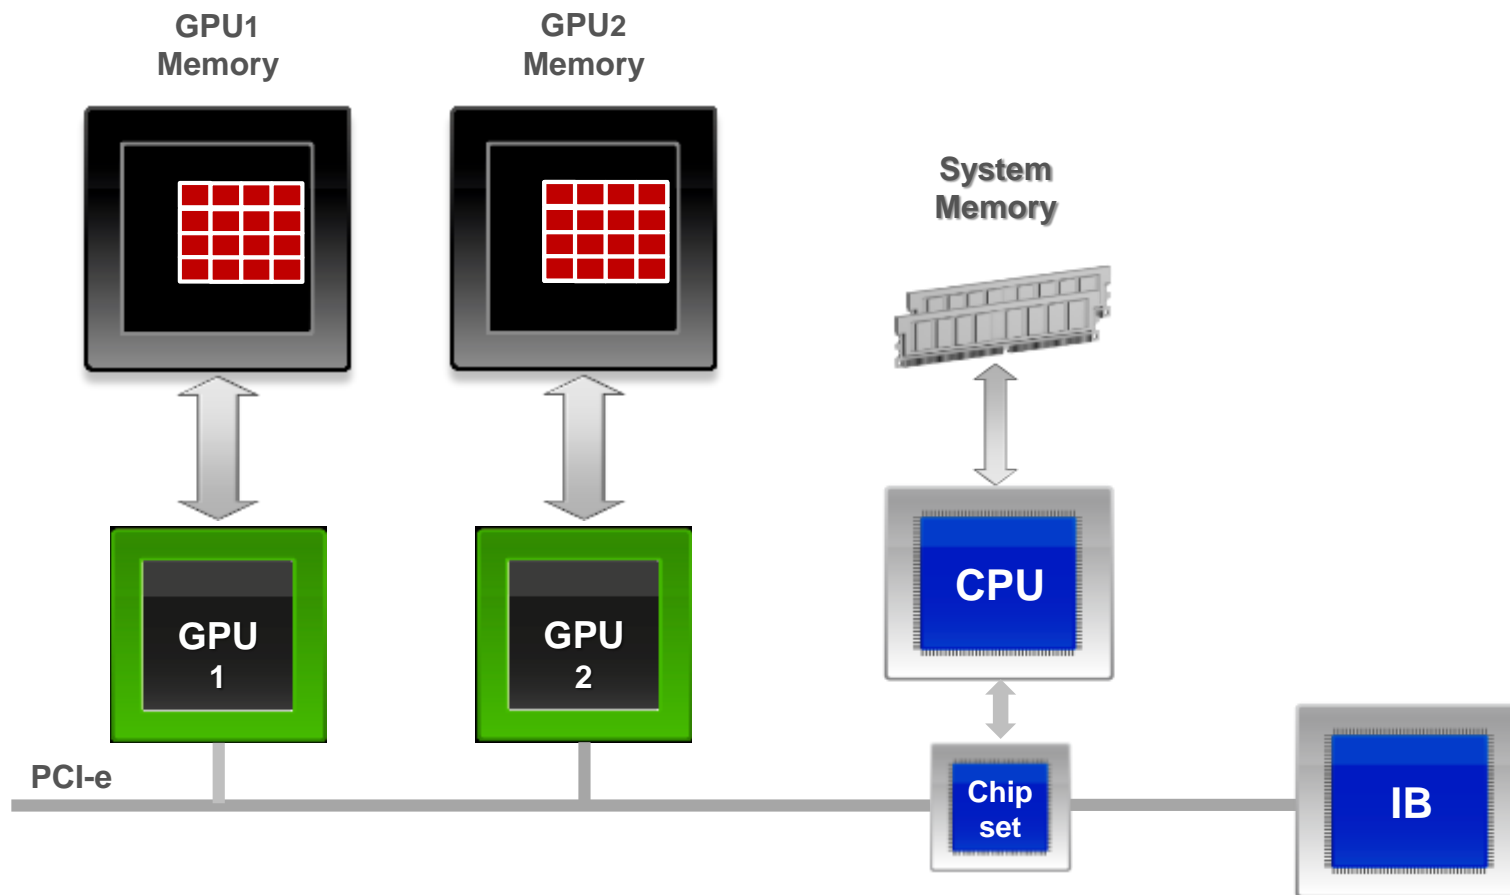 GPU1
Memory
GPU2
Memory
System
Memory
GPU
1
GPU
2
CPU
PCI-e
Chip
set
IB